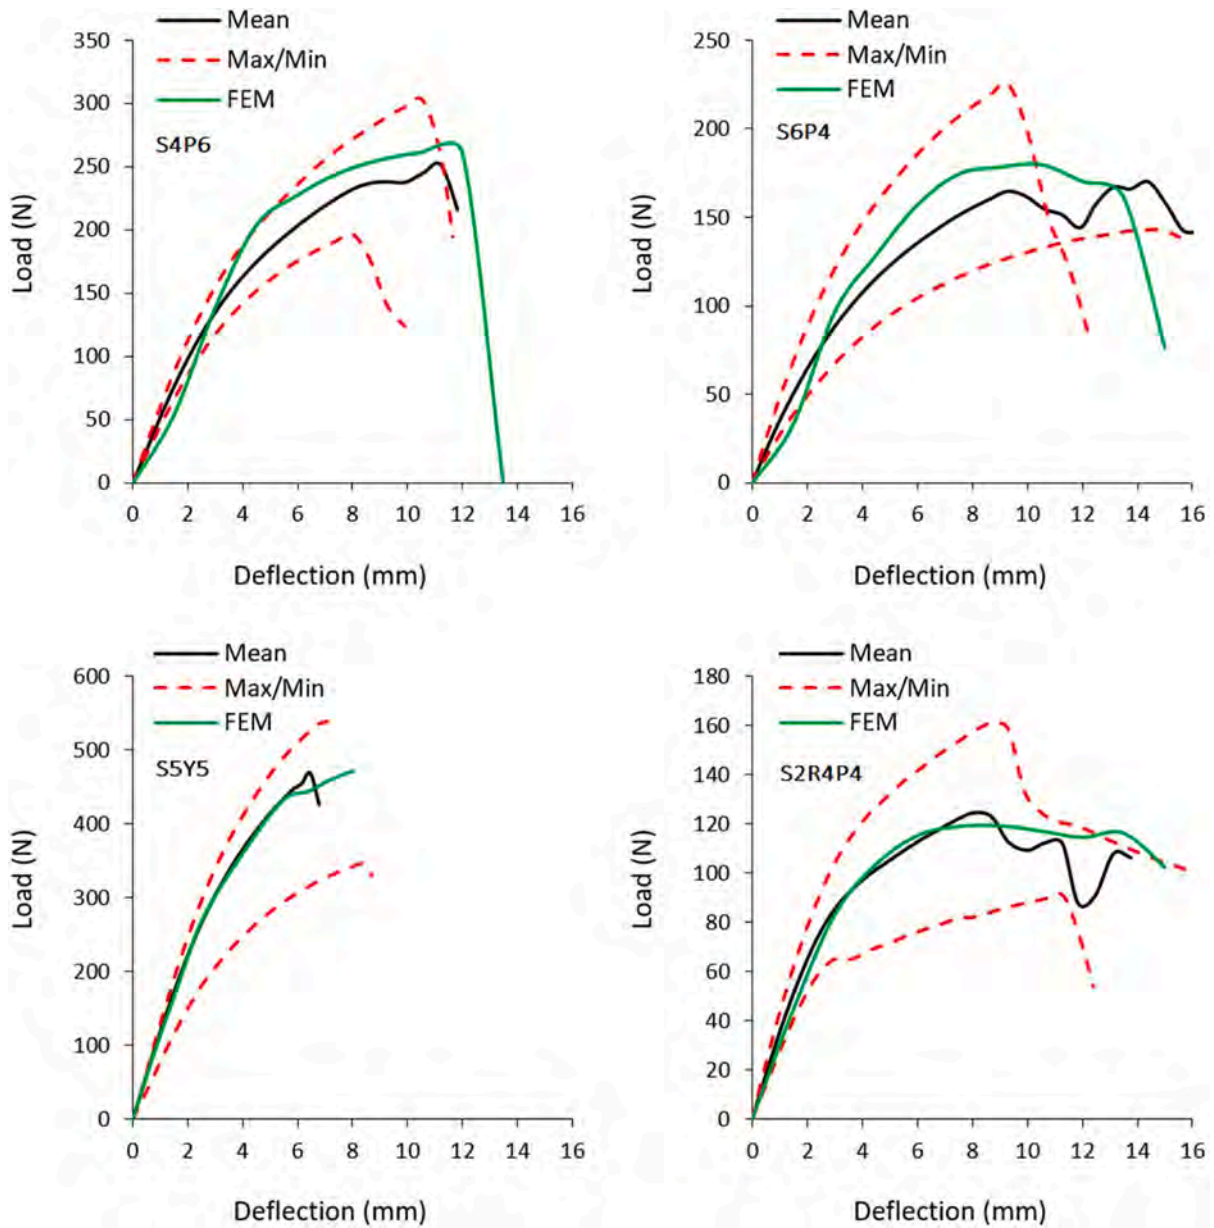 Mean
Max/Min
FEM
S4P6
350
300
250
200
150
100
50
0
Load (N)
0 2 4 6 8 10 12 14 16
Deflection (mm)
Mean
Max/Min
FEM
S6P4
250
200
150
100
50
0
Load (N)
0 2 4 6 8 10 12 14 16
Deflection (mm)
Mean
Max/Min
FEM
S5Y5
600
500
400
300
200
100
0
Load (N)
0 2 4 6 8 10 12 14 16
Deflection (mm)
Mean
Max/Min
FEM
S2R4P4
180
160
140
120
100
80
60
40
20
0
Load (N)
0 2 4 6 8 10 12 14 16
Deflection (mm)